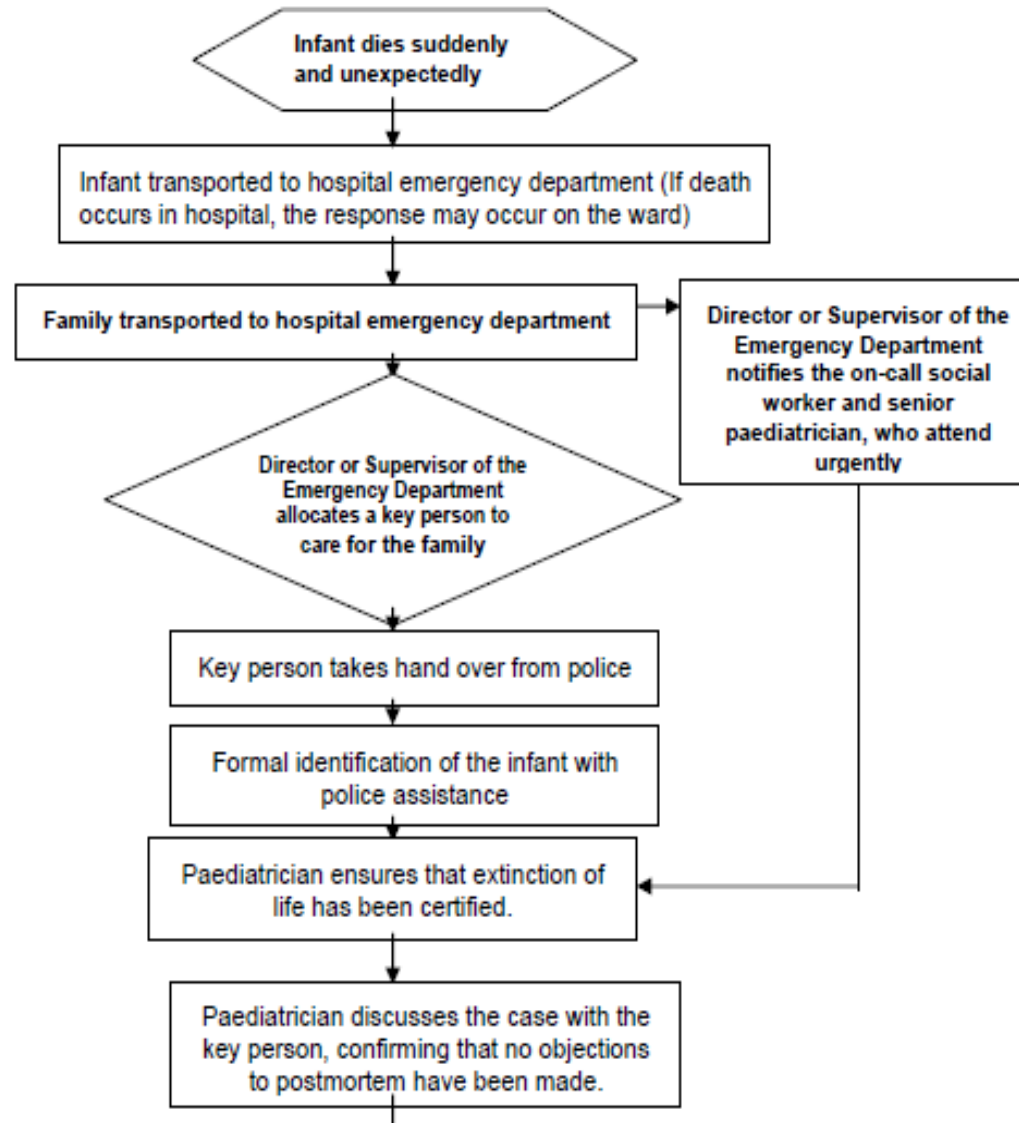 Infant dies suddenly
and unexpectedly
Infant transported to hospital emergency department (If death
occurs in hospital, the response may occur on the ward)
Family transported to hospital emergency department
Director or Supervisor of the
Emergency Department
notifies the on-call social
worker and senior
paediatrician, who attend
urgently
Director or Supervisor of the
Emergency Department
allocates a key person to
care for the family
Key person takes hand over from police
Formal identification of the infant with
police assistance
Paediatrician ensures that extinction of
life has been certified.
Paediatrician discusses the case with the
key person, confirming that no objections
to postmortem have been made.